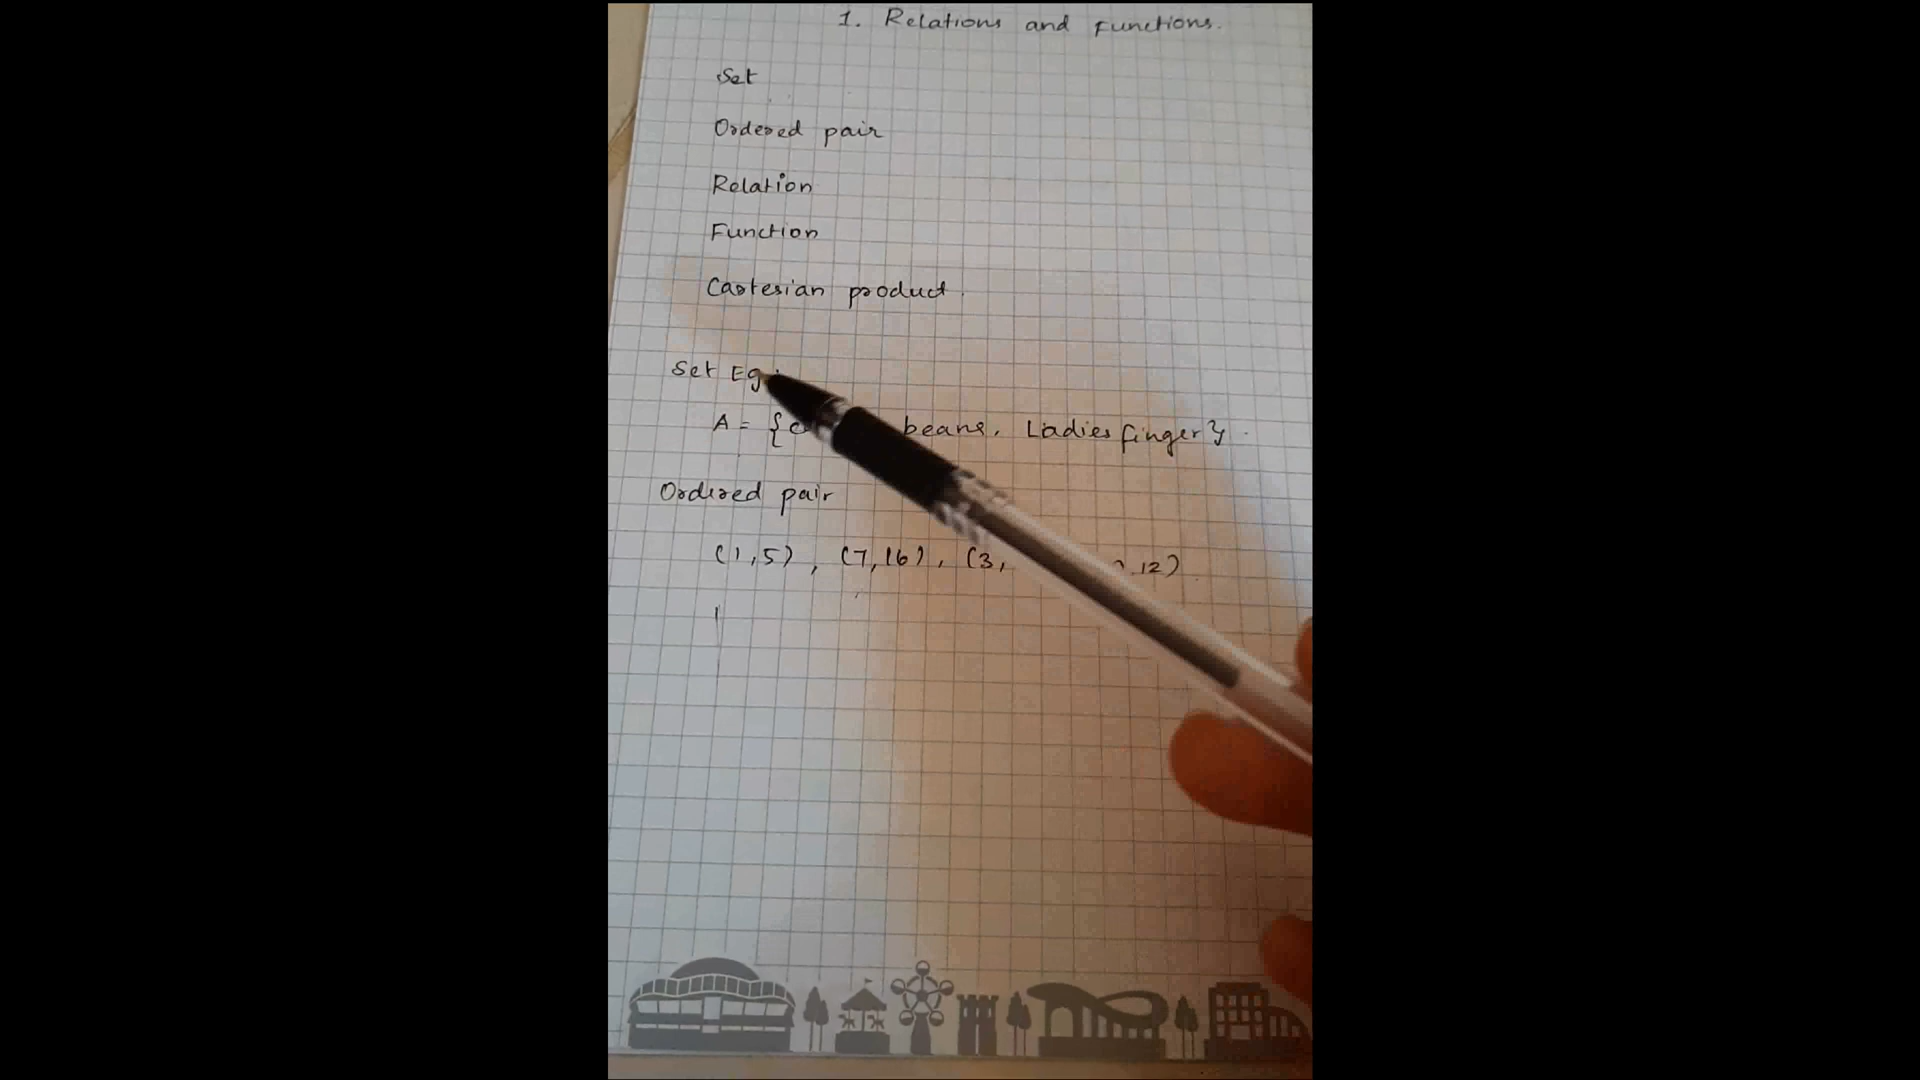 1. Relations and Functions.
Set
Ordered pair
Relation
Function
Cartesian product.
Set Eg:
A = { beans, Ladies finger}.
Ordered pair
(1,5), (7,16), (3, ,12)